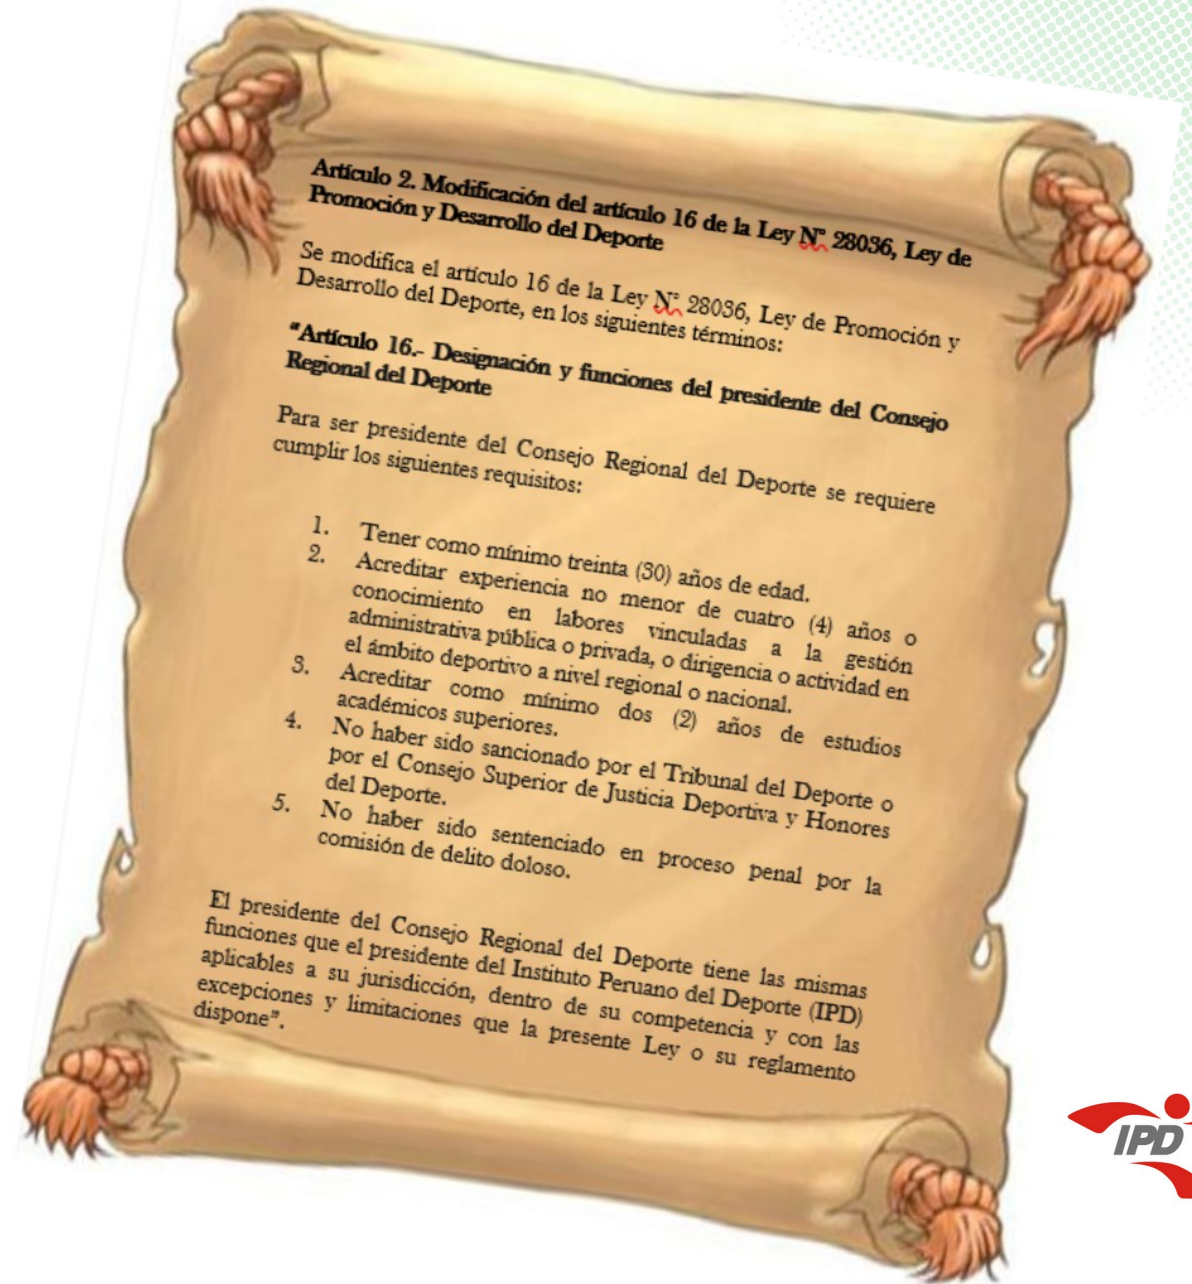 Artículo 2. Modificación del artículo 16 de la Ley N° 28036, Ley de
Promoción y Desarrollo del Deporte
Se modifica el artículo 16 de la Ley N° 28036, Ley de Promoción y
Desarrollo del Deporte, en los siguientes términos:
"Artículo 16.- Designación y funciones del presidente del Consejo
Regional del Deporte
Para ser presidente del Consejo Regional del Deporte se requiere
cumplir los siguientes requisitos:
1. Tener como mínimo treinta (30) años de edad.
2. Acreditar experiencia no menor de cuatro (4) años o
conocimiento en labores vinculadas a la gestión
administrativa pública o privada, o dirigencia o actividad en
el ámbito deportivo a nivel regional o nacional.
3. Acreditar como mínimo dos (2) años de estudios
académicos superiores.
4. No haber sido sancionado por el Tribunal del Deporte o
por el Consejo Superior de Justicia Deportiva y Honores
del Deporte.
5. No haber sido sentenciado en proceso penal por la
comisión de delito doloso.
El presidente del Consejo Regional del Deporte tiene las mismas
funciones que el presidente del Instituto Peruano del Deporte (IPD)
aplicables a su jurisdicción, dentro de su competencia y con las
excepciones y limitaciones que la presente Ley o su reglamento
dispone”.
IPD